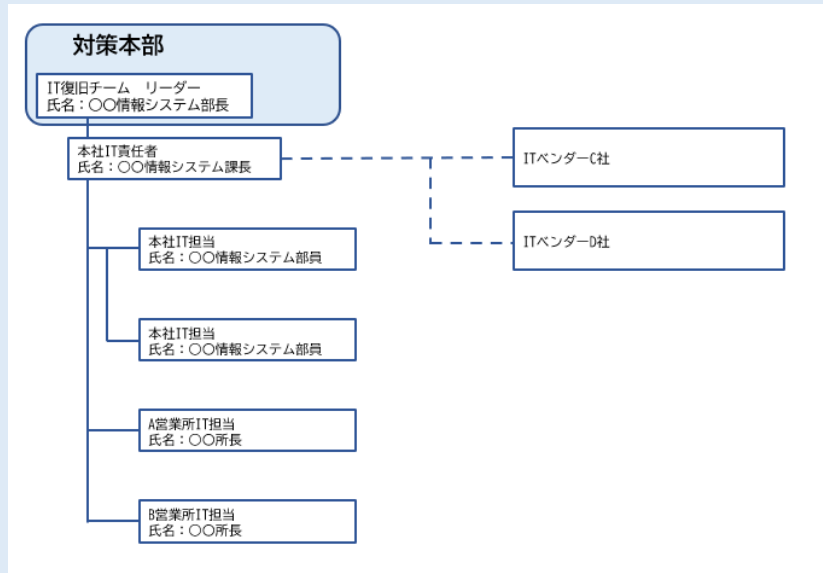 対策本部
IT復旧チーム　リーダー
氏名：〇〇情報システム部長
本社IT責任者
氏名：〇〇情報システム課長
ITベンダーC社
ITベンダーD社
本社IT担当
氏名：〇〇情報システム部員
本社IT担当
氏名：〇〇情報システム部員
A営業所IT担当
氏名：〇〇所長
B営業所IT担当
氏名：〇〇所長